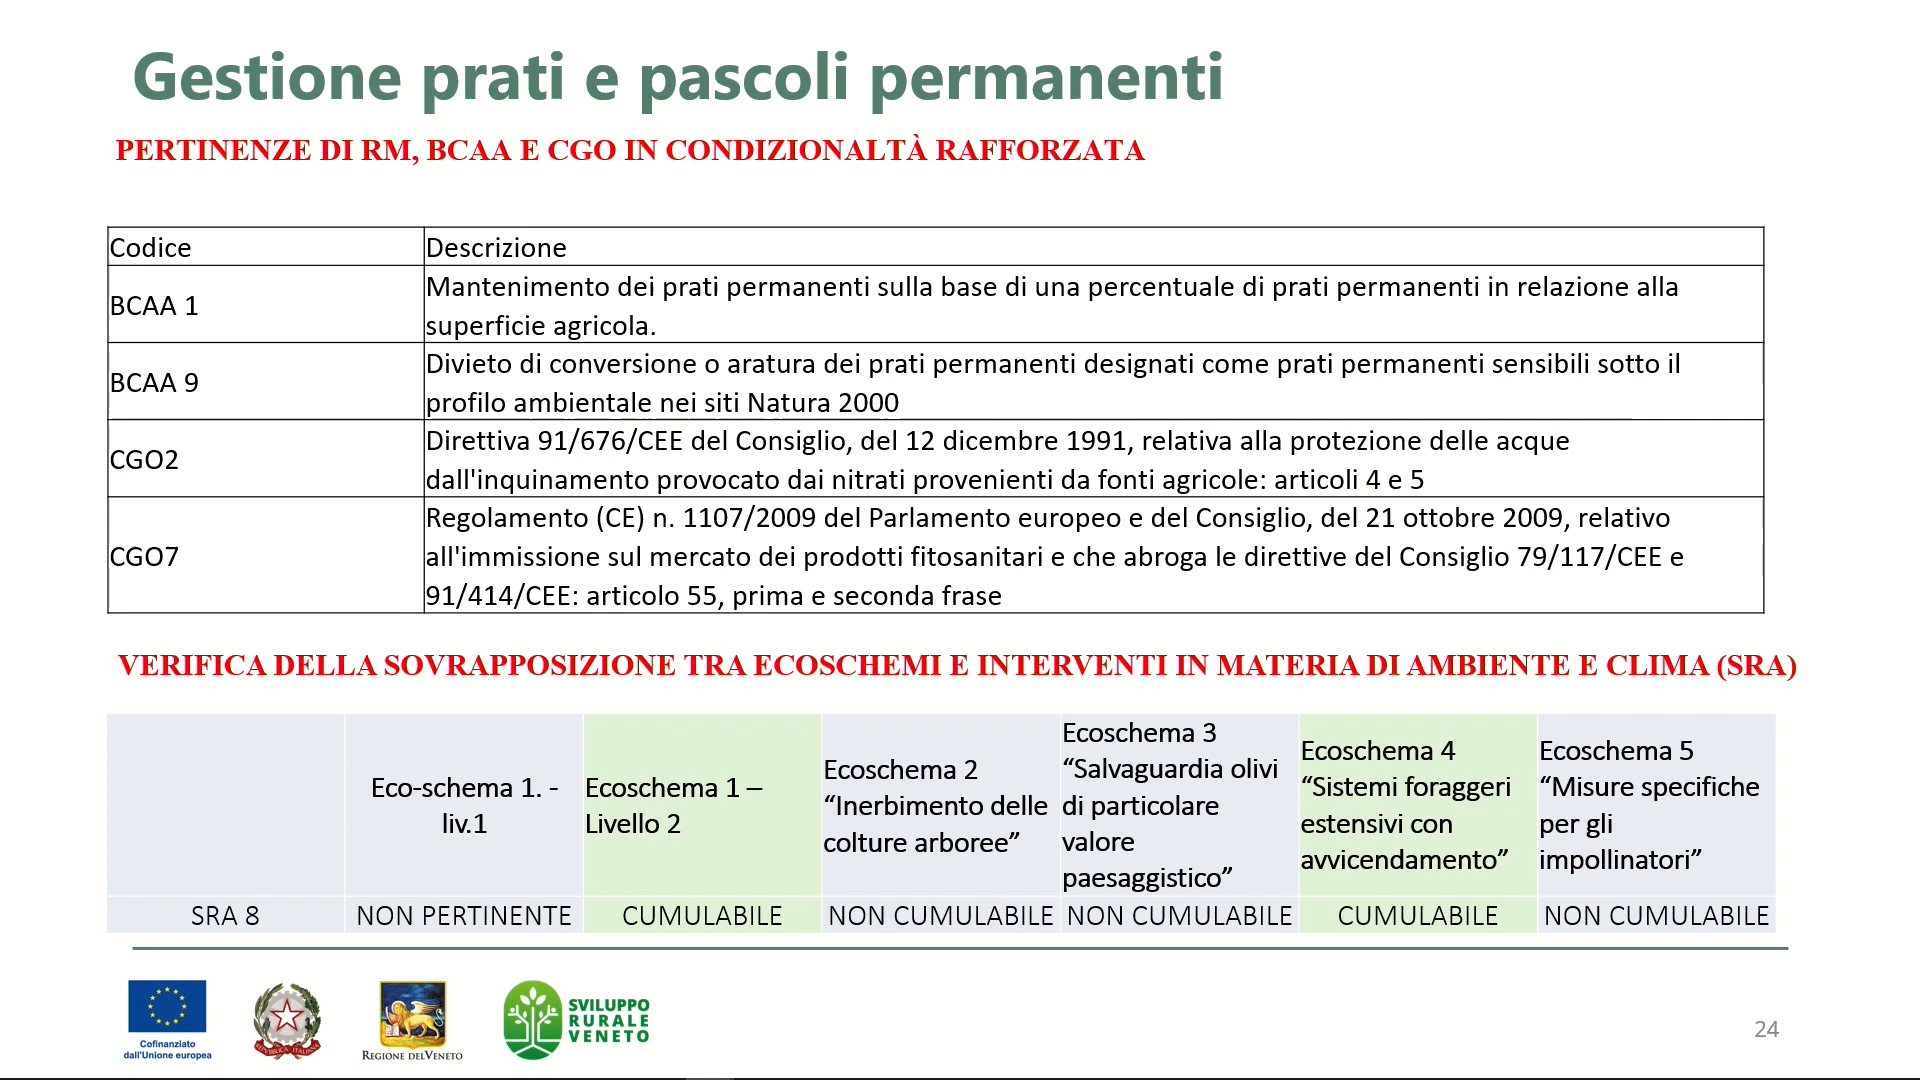 Gestione prati e pascoli permanenti
PERTINENZE DI RM, BCAA E CGO IN CONDIZIONALTÀ RAFFORZATA
Codice
Descrizione
BCAA 1
Mantenimento dei prati permanenti sulla base di una percentuale di prati permanenti in relazione alla
superficie agricola.
BCAA 9
Divieto di conversione o aratura dei prati permanenti designati come prati permanenti sensibili sotto il
profilo ambientale nei siti Natura 2000
CGO2
Direttiva 91/676/CEE del Consiglio, del 12 dicembre 1991, relativa alla protezione delle acque
dall'inquinamento provocato dai nitrati provenienti da fonti agricole: articoli 4 e 5
CGO7
Regolamento (CE) n. 1107/2009 del Parlamento europeo e del Consiglio, del 21 ottobre 2009, relativo
all'immissione sul mercato dei prodotti fitosanitari e che abroga le direttive del Consiglio 79/117/CEE e
91/414/CEE: articolo 55, prima e seconda frase
VERIFICA DELLA SOVRAPPOSIZIONE TRA ECOSCHEMI E INTERVENTI IN MATERIA DI AMBIENTE E CLIMA (SRA)
Eco-schema 1. -
liv.1
Ecoschema 1 –
Livello 2
Ecoschema 2
“Inerbimento delle
colture arboree”
Ecoschema 3
“Salvaguardia olivi
di particolare
valore
paesaggistico”
Ecoschema 4
“Sistemi foraggeri
estensivi con
avvicendamento”
Ecoschema 5
“Misure specifiche
per gli
impollinatori”
SRA 8
NON PERTINENTE
CUMULABILE
NON CUMULABILE
NON CUMULABILE
CUMULABILE
NON CUMULABILE
Cofinanziato
dall'Unione europea
REGIONE DEL VENETO
SVILUPPO
RURALE
VENETO
24